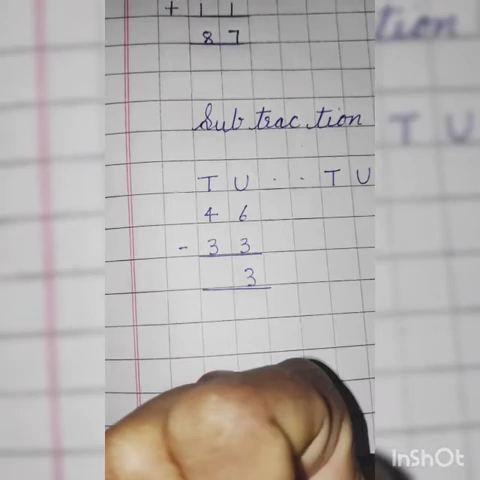 + 1 1
8 7
Subtraction
T U . . T U
4 6
- 3 3
3
InShOt